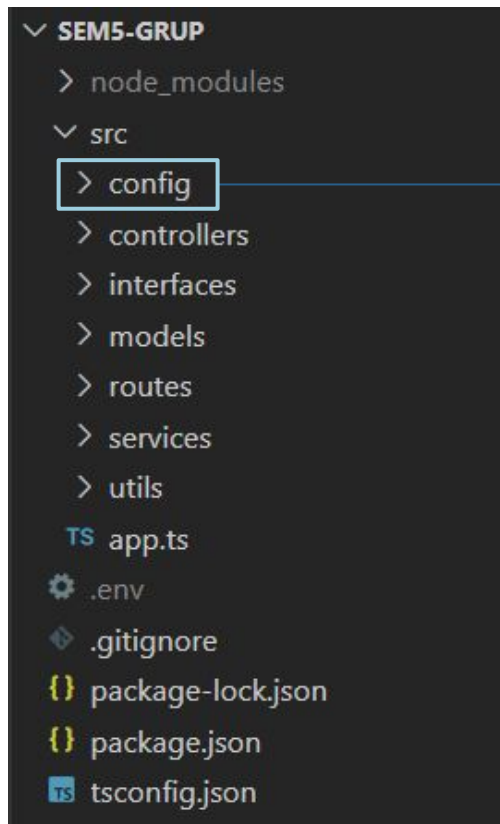 SEM5-GRUP
node_modules
src
config
controllers
interfaces
models
routes
services
utils
TS app.ts
.env
.gitignore
{} package-lock.json
{} package.json
TS tsconfig.json